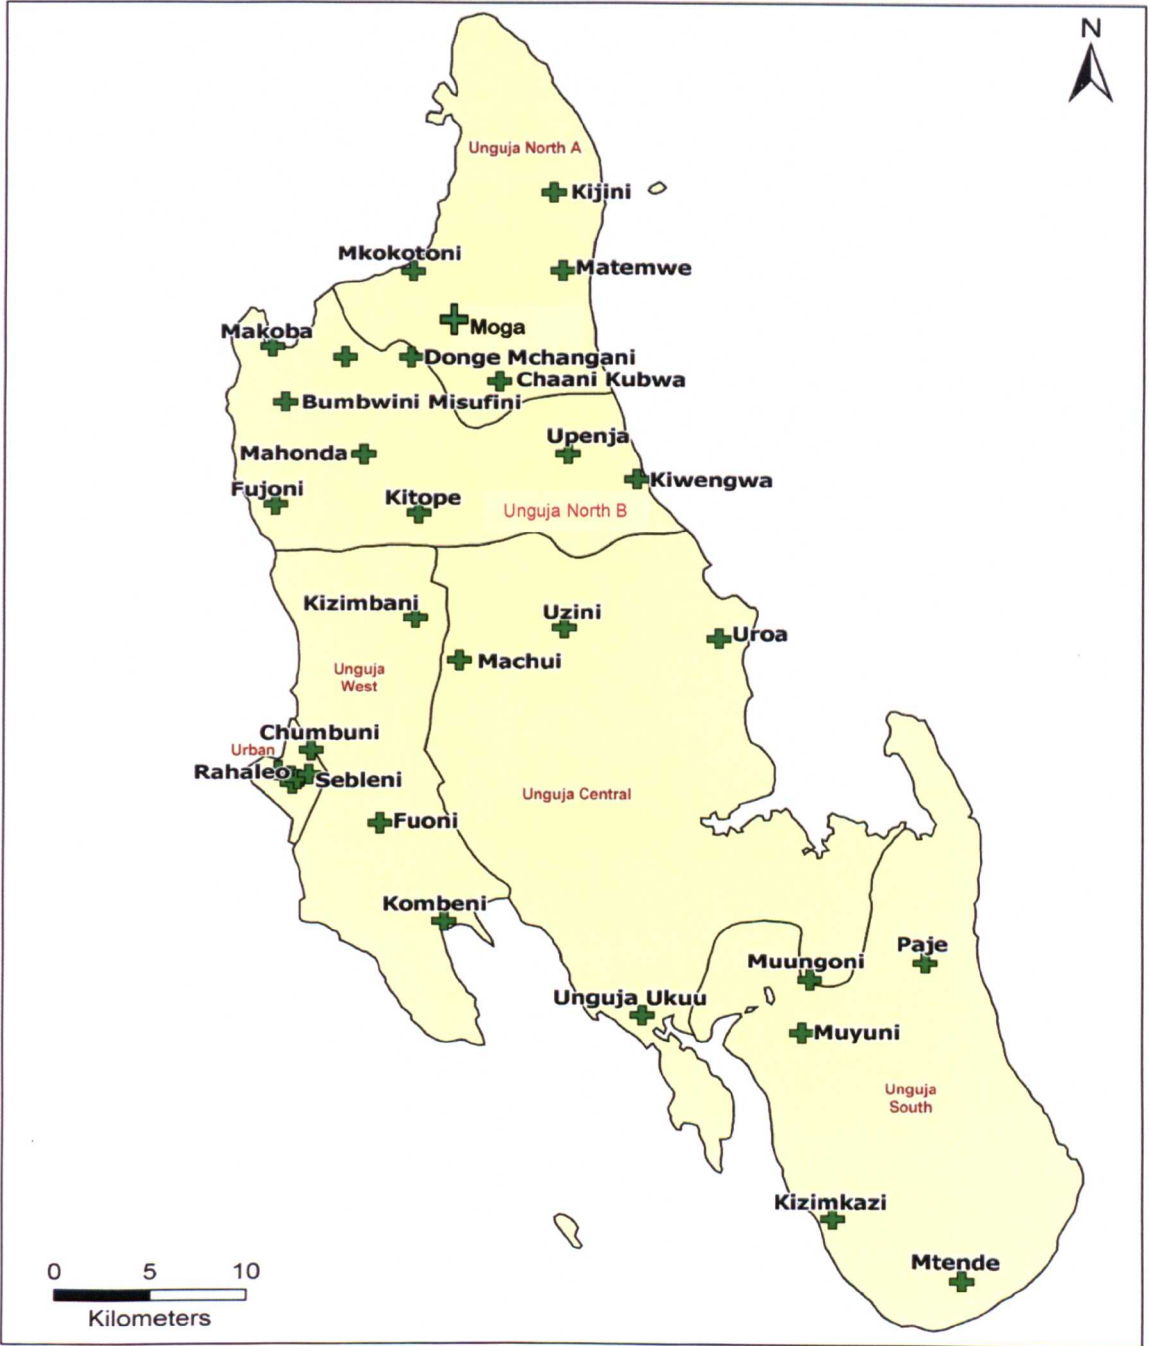 N
Unguja North A
Kijini
Mkokotoni
Matemwe
Moga
Makoba
Donge Mchangani
Chaani Kubwa
Bumbwini Misufini
Upenja
Mahonda
Kiwengwa
Fujoni
Kitope
Unguja North B
Kizimbani
Uzini
Uroa
Machui
Unguja
West
Chumbuni
Urban
Rahaleo
Sebleni
Unguja Central
Fuoni
Kombeni
Paje
Muungoni
Unguja Ukuu
Muyuni
Unguja
South
Kizimkazi
Mtende
0 5 10
Kilometers